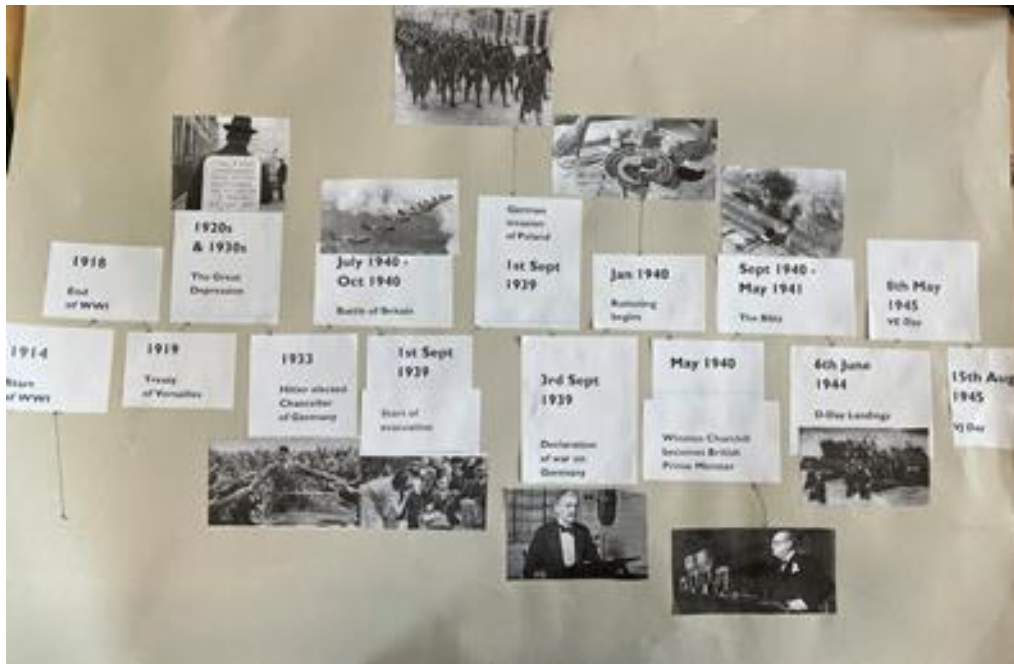 1914
Start
of WWI
1918
End
of WWI
1919
Treaty
of Versailles
1920s
& 1930s
The Great
Depression
1933
Hitler elected
Chancellor
of Germany
July 1940 -
Oct 1940
Battle of Britain
1st Sept
1939
Start of
evacuation
German
invasion
of Poland
1st Sept
1939
3rd Sept
1939
Declaration
of war on
Germany
Jan 1940
Rationing
begins
May 1940
Winston Churchill
becomes British
Prime Minister
Sept 1940 -
May 1941
The Blitz
6th June
1944
D-Day Landings
8th May
1945
VE Day
15th Aug
1945
VJ Day